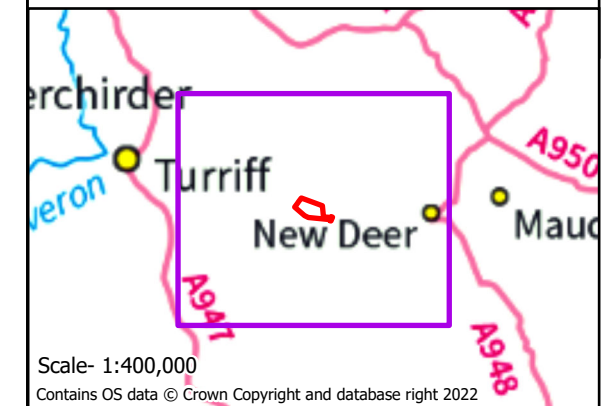 erchirder
A950
Turriff
veron
New Deer
Maud
A947
A948
Scale- 1:400,000
Contains OS data © Crown Copyright and database right 2022